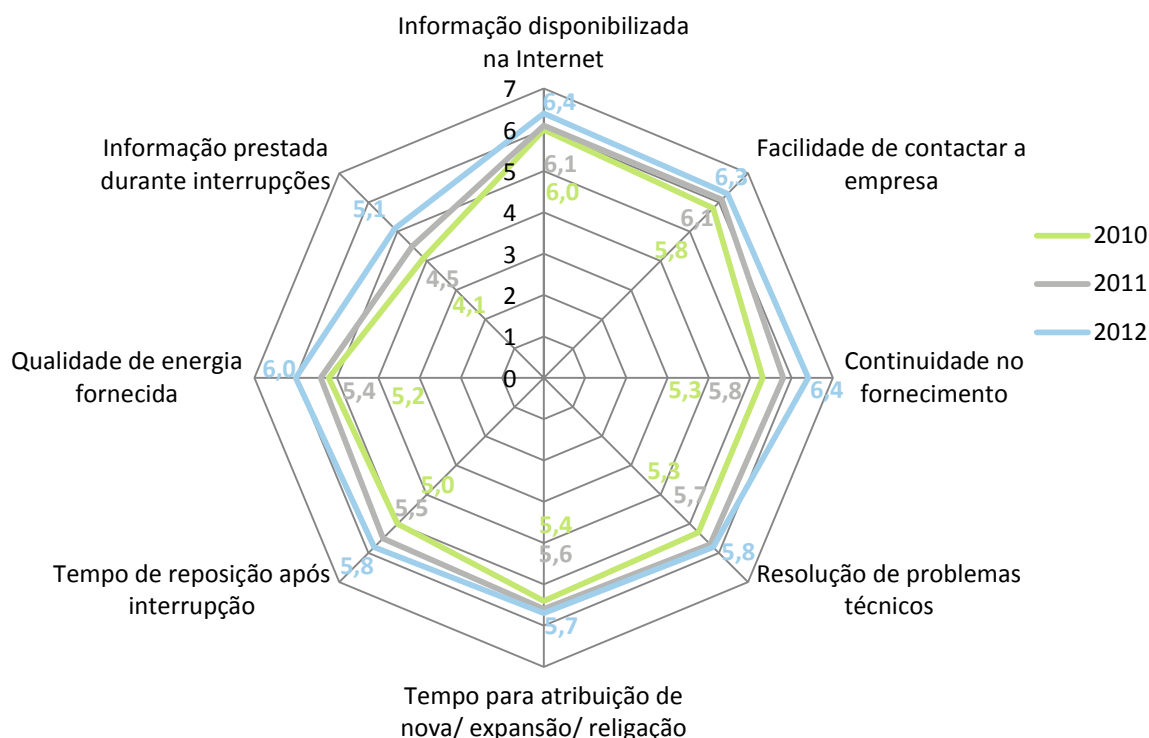 Informação disponibilizada
na Internet
7
6,4
6
Informação prestada
durante interrupções
Facilidade de contactar a
empresa
5
6,1
6,3
5,1
6,0
6,1
4
5,8
2010
3
4,5
2011
4,1
2
2012
1
Qualidade de energia
fornecida
6,0
5,4
5,2
0
5,3
5,8
6,4
Continuidade no
fornecimento
5,0
5,3
5,5
5,7
5,4
5,6
5,8
5,8
Tempo de reposição após
interrupção
Resolução de problemas
técnicos
5,7
Tempo para atribuição de
nova/ expansão/ religação